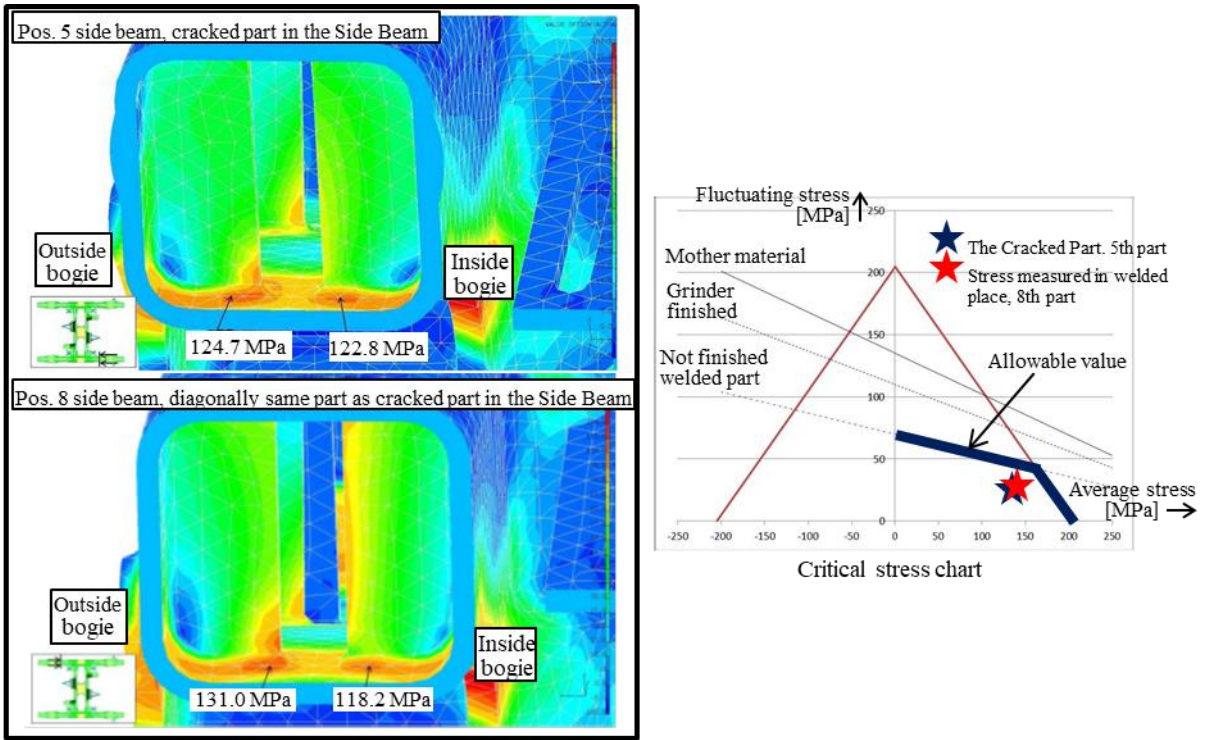 Pos. 5 side beam, cracked part in the Side Beam
Outside
bogie
Inside
bogie
124.7 MPa
122.8 MPa
Pos. 8 side beam, diagonally same part as cracked part in the Side Beam
Outside
bogie
Inside
bogie
131.0 MPa
118.2 MPa
Fluctuating stress
[MPa]
250
200
150
100
50
0
The Cracked Part. 5th part
Stress measured in welded
place, 8th part
Mother material
Grinder
finished
Not finished
welded part
Allowable value
Average stress
[MPa]
-250 -200 -150 -100 -50 0 50 100 150 200 250
Critical stress chart